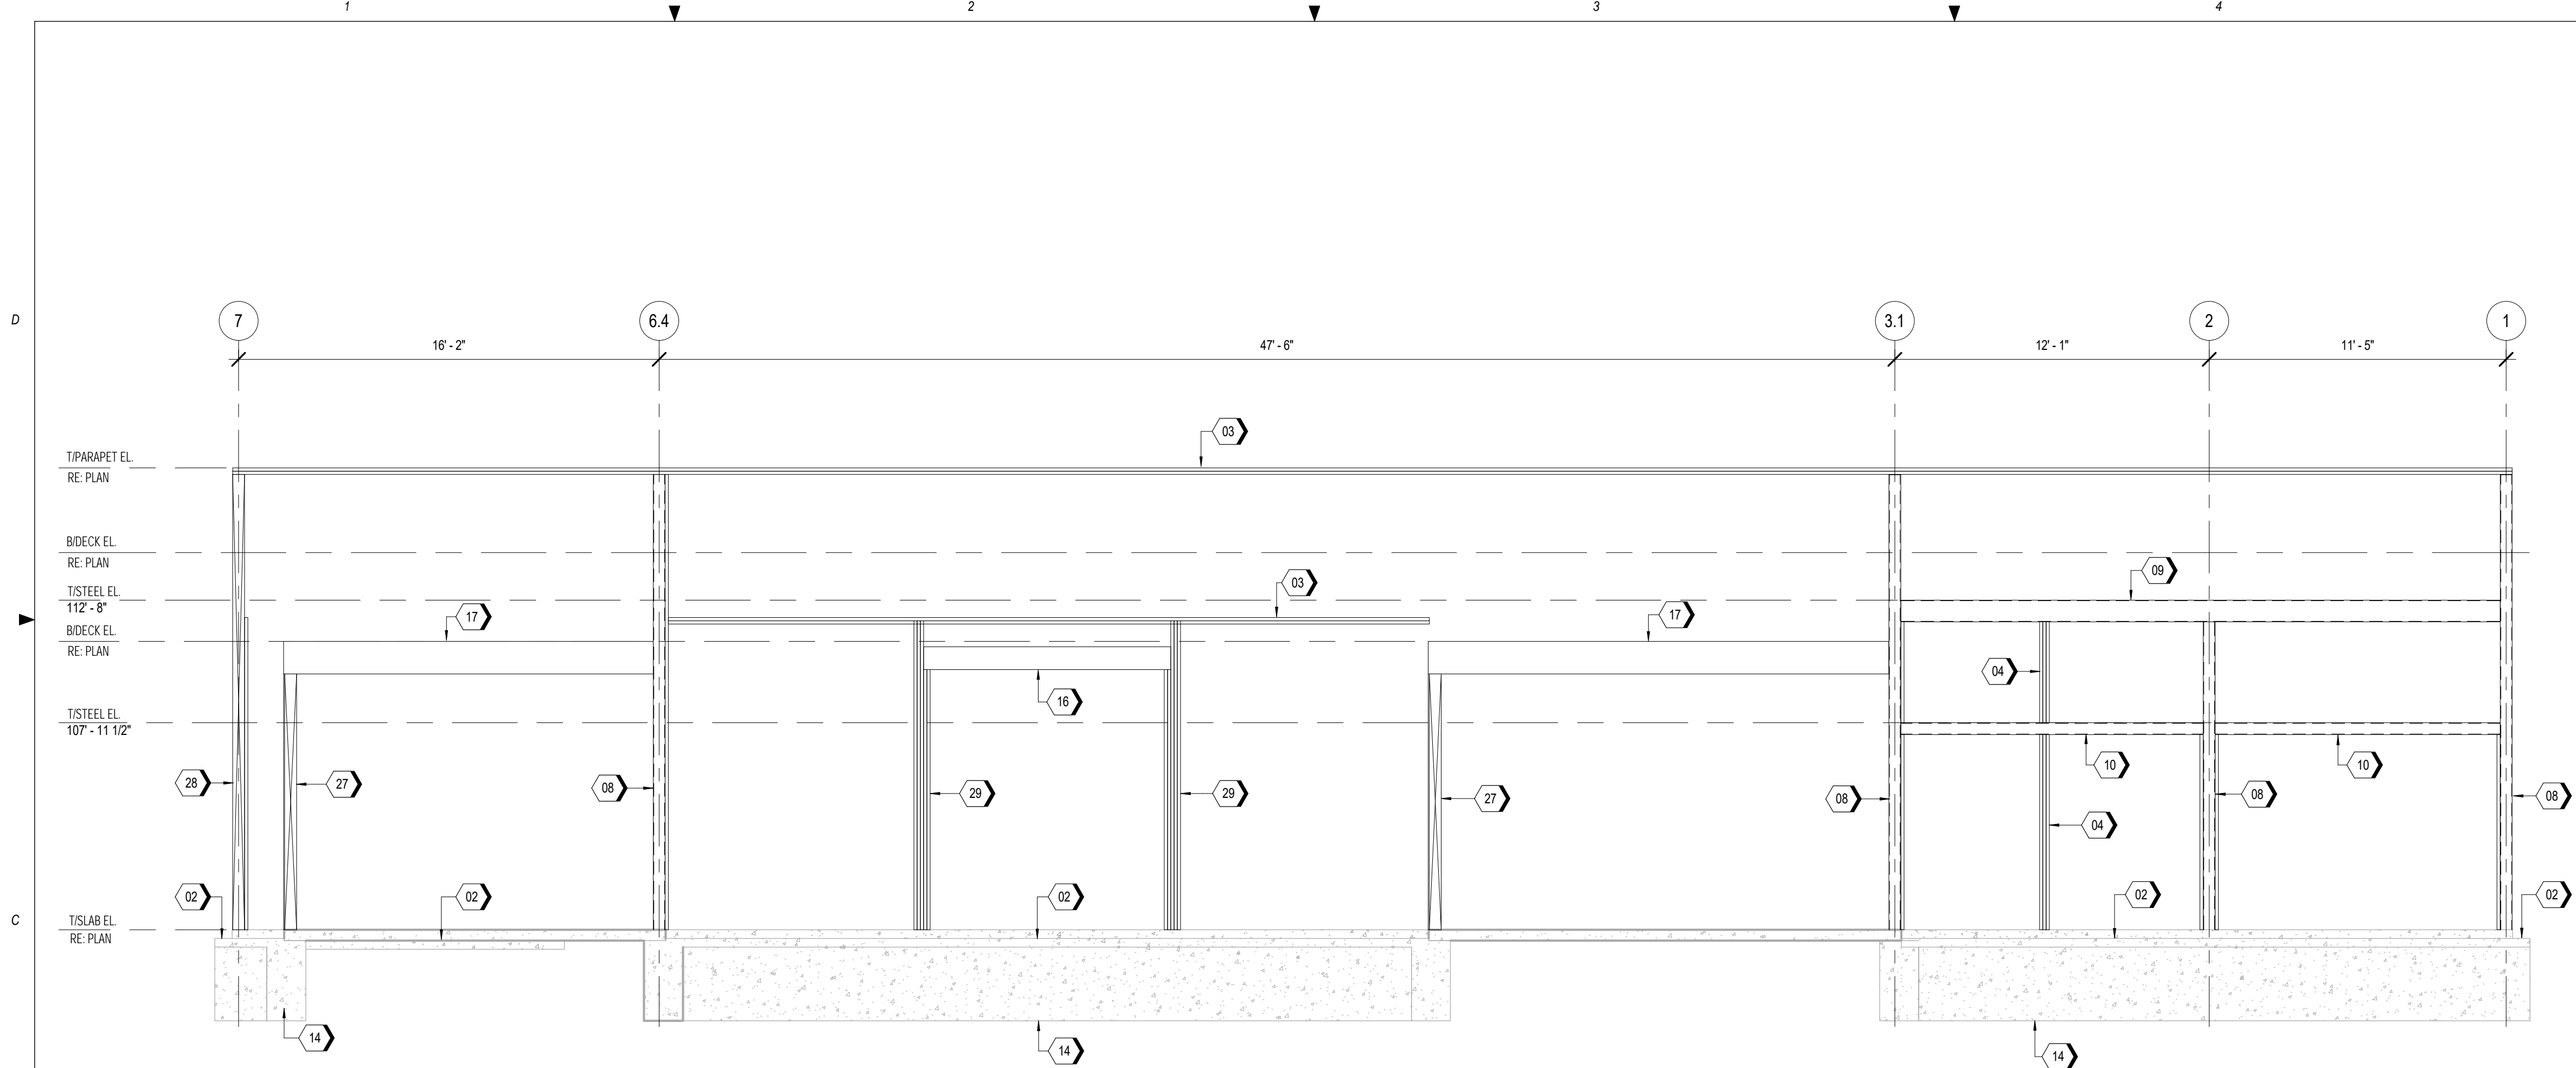 1 2 3 4
D
7 6.4 3.1 2 1
16' - 2" 47' - 6" 12' - 1" 11' - 5"
03
T/PARAPET EL.
RE: PLAN
B/DECK EL.
RE: PLAN
09
03
T/STEEL EL.
112' - 8"
17 17
B/DECK EL.
RE: PLAN
04
16
T/STEEL EL.
107' - 11 1/2"
10 10
28 27 08 29 29 27 08 08 08
04
02 02 02 02 02
C
T/SLAB EL.
RE: PLAN
14 14 14